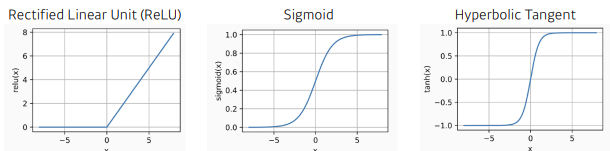 Rectified Linear Unit (ReLU)
8
6
4
2
0
relu(x)
−5
0
5
x
Sigmoid
1.0
0.8
0.6
0.4
0.2
0.0
sigmoid(x)
−5
0
5
x
Hyperbolic Tangent
1.0
0.5
0.0
−0.5
−1.0
tanh(x)
−5
0
5
x